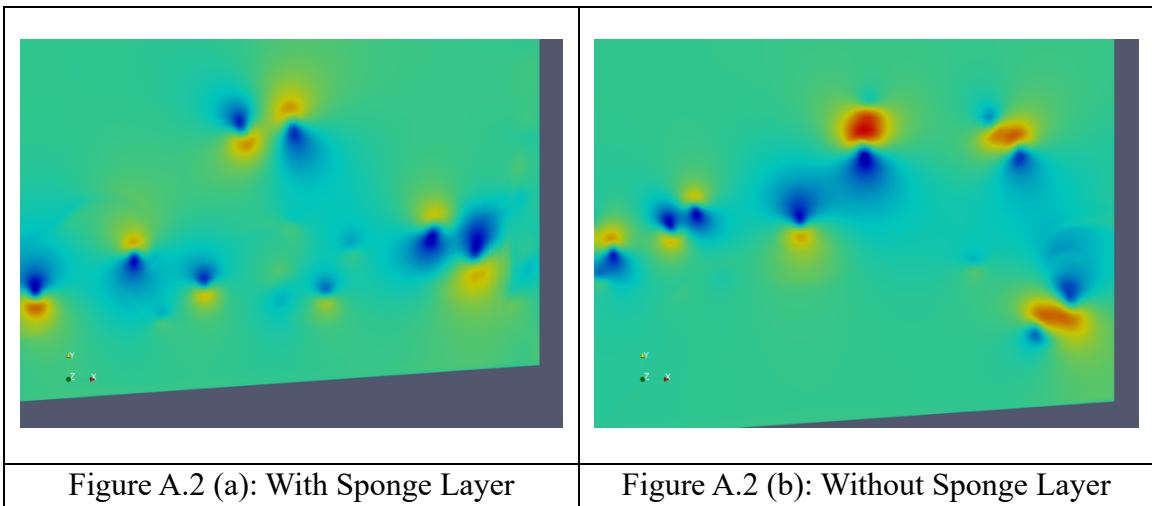 Y
Z X
Y
Z X
Figure A.2 (a): With Sponge Layer
Figure A.2 (b): Without Sponge Layer